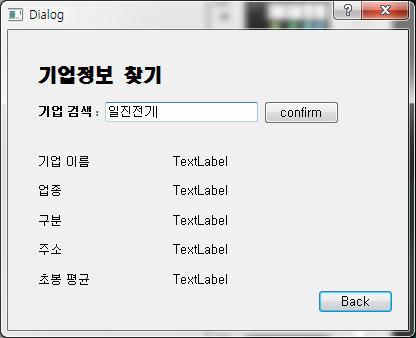 Dialog
기업정보 찾기
기업 검색 : 일진전기 confirm
기업 이름 TextLabel
업종 TextLabel
구분 TextLabel
주소 TextLabel
초봉 평균 TextLabel
Back